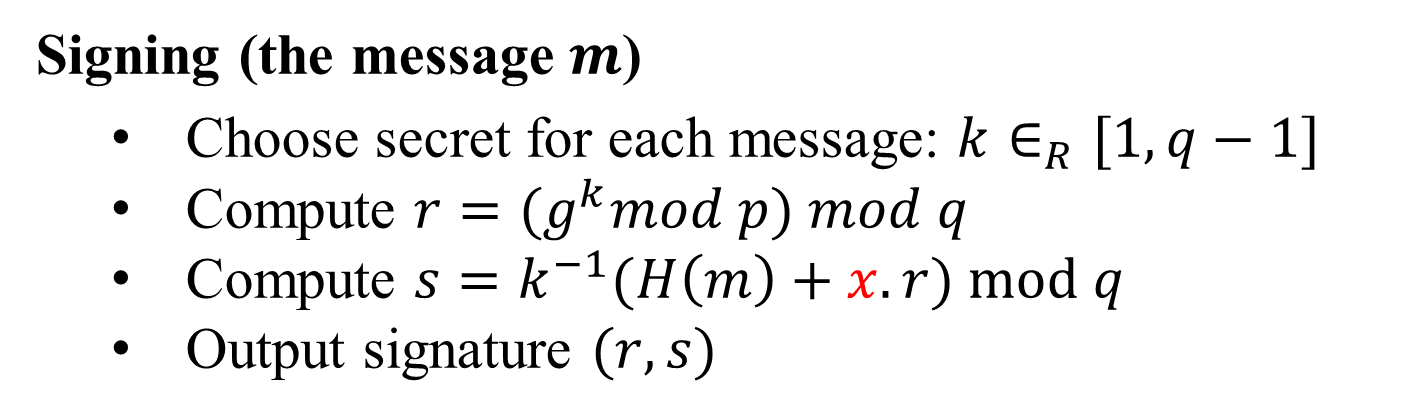 Signing (the message m)
• Choose secret for each message: k ∈_R [1, q − 1]
• Compute r = (g^k mod p) mod q
• Compute s = k^{−1}(H(m) + x. r) mod q
• Output signature (r, s)